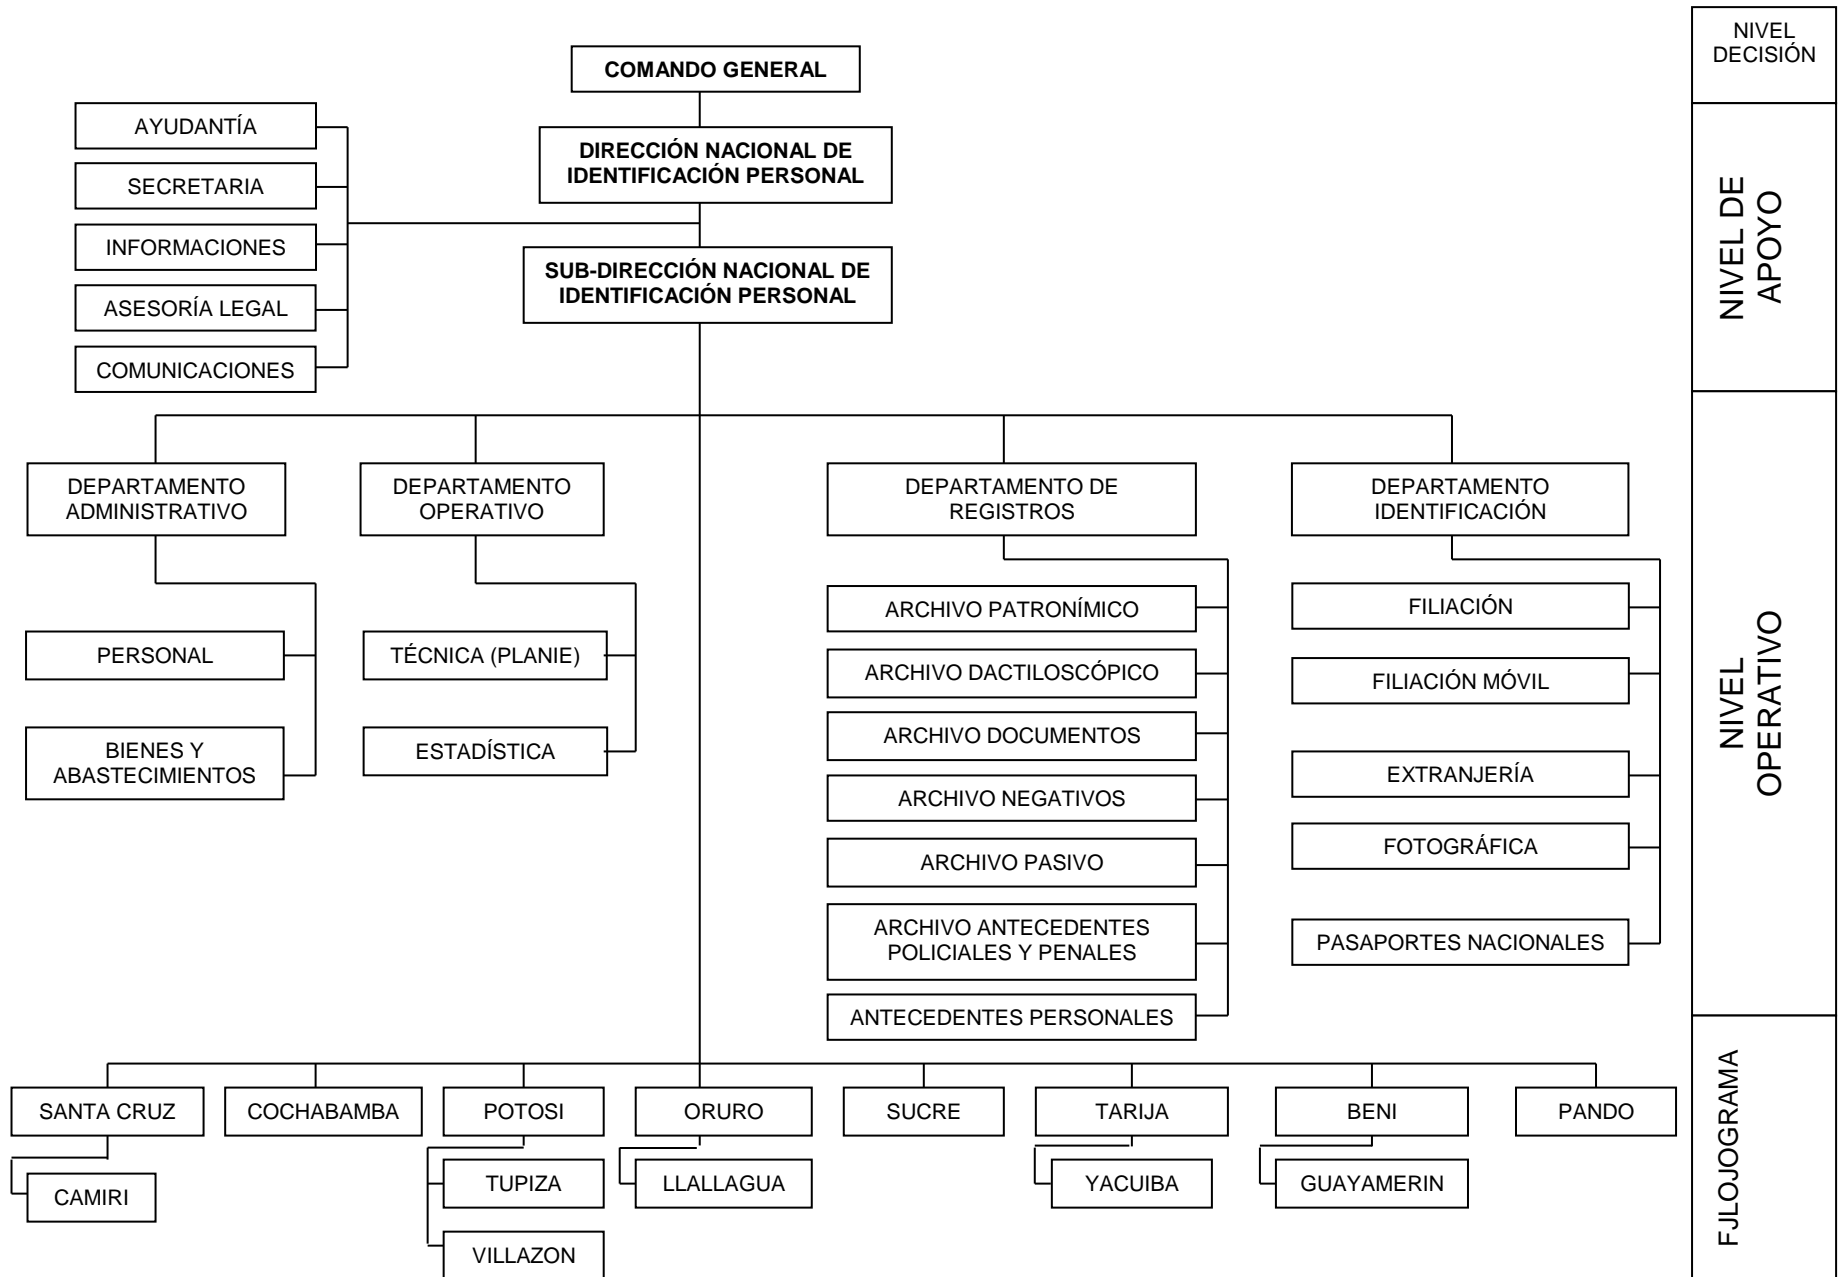 COMANDO GENERAL
DIRECCIÓN NACIONAL DE
IDENTIFICACIÓN PERSONAL
SUB-DIRECCIÓN NACIONAL DE
IDENTIFICACIÓN PERSONAL
AYUDANTÍA
SECRETARIA
INFORMACIONES
ASESORÍA LEGAL
COMUNICACIONES
DEPARTAMENTO
ADMINISTRATIVO
PERSONAL
BIENES Y
ABASTECIMIENTOS
DEPARTAMENTO
OPERATIVO
TÉCNICA (PLANIE)
ESTADÍSTICA
DEPARTAMENTO DE
REGISTROS
ARCHIVO PATRONÍMICO
ARCHIVO DACTILOSCÓPICO
ARCHIVO DOCUMENTOS
ARCHIVO NEGATIVOS
ARCHIVO PASIVO
ARCHIVO ANTECEDENTES
POLICIALES Y PENALES
ANTECEDENTES PERSONALES
DEPARTAMENTO
IDENTIFICACIÓN
FILIACIÓN
FILIACIÓN MÓVIL
EXTRANJERÍA
FOTOGRÁFICA
PASAPORTES NACIONALES
SANTA CRUZ
CAMIRI
COCHABAMBA
POTOSI
TUPIZA
VILLAZON
ORURO
LLALLAGUA
SUCRE
TARIJA
YACUIBA
BENI
GUAYAMERIN
PANDO
NIVEL
DECISIÓN
NIVEL DE
APOYO
NIVEL
OPERATIVO
FJLOJOGRAMA